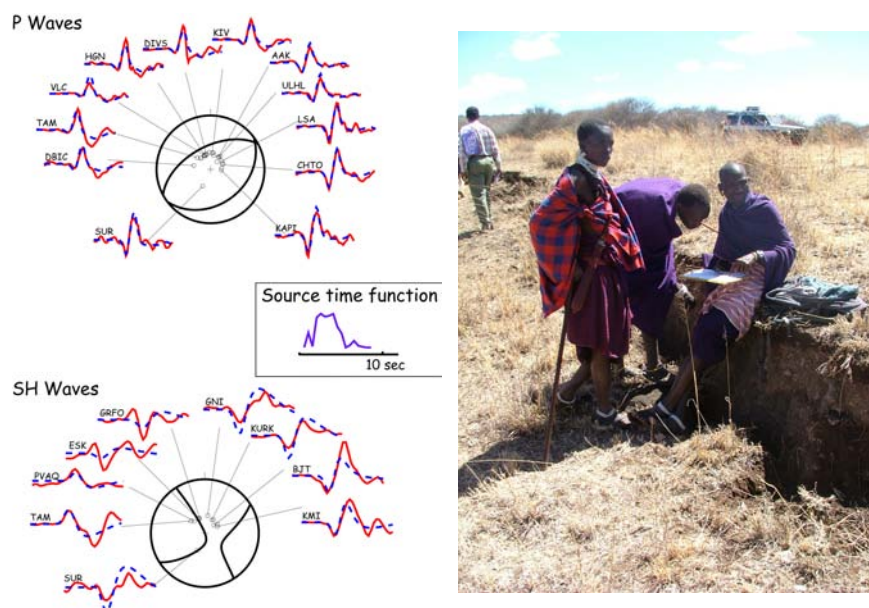 P Waves
KIV
DIVS
HGN
AAK
VLC
ULHL
TAM
LSA
DBIC
CHTO
SUR
KAPI
Source time function
10 sec
SH Waves
GNI
GRFO
KURK
ESK
BJT
PVAQ
TAM
KMI
SUR